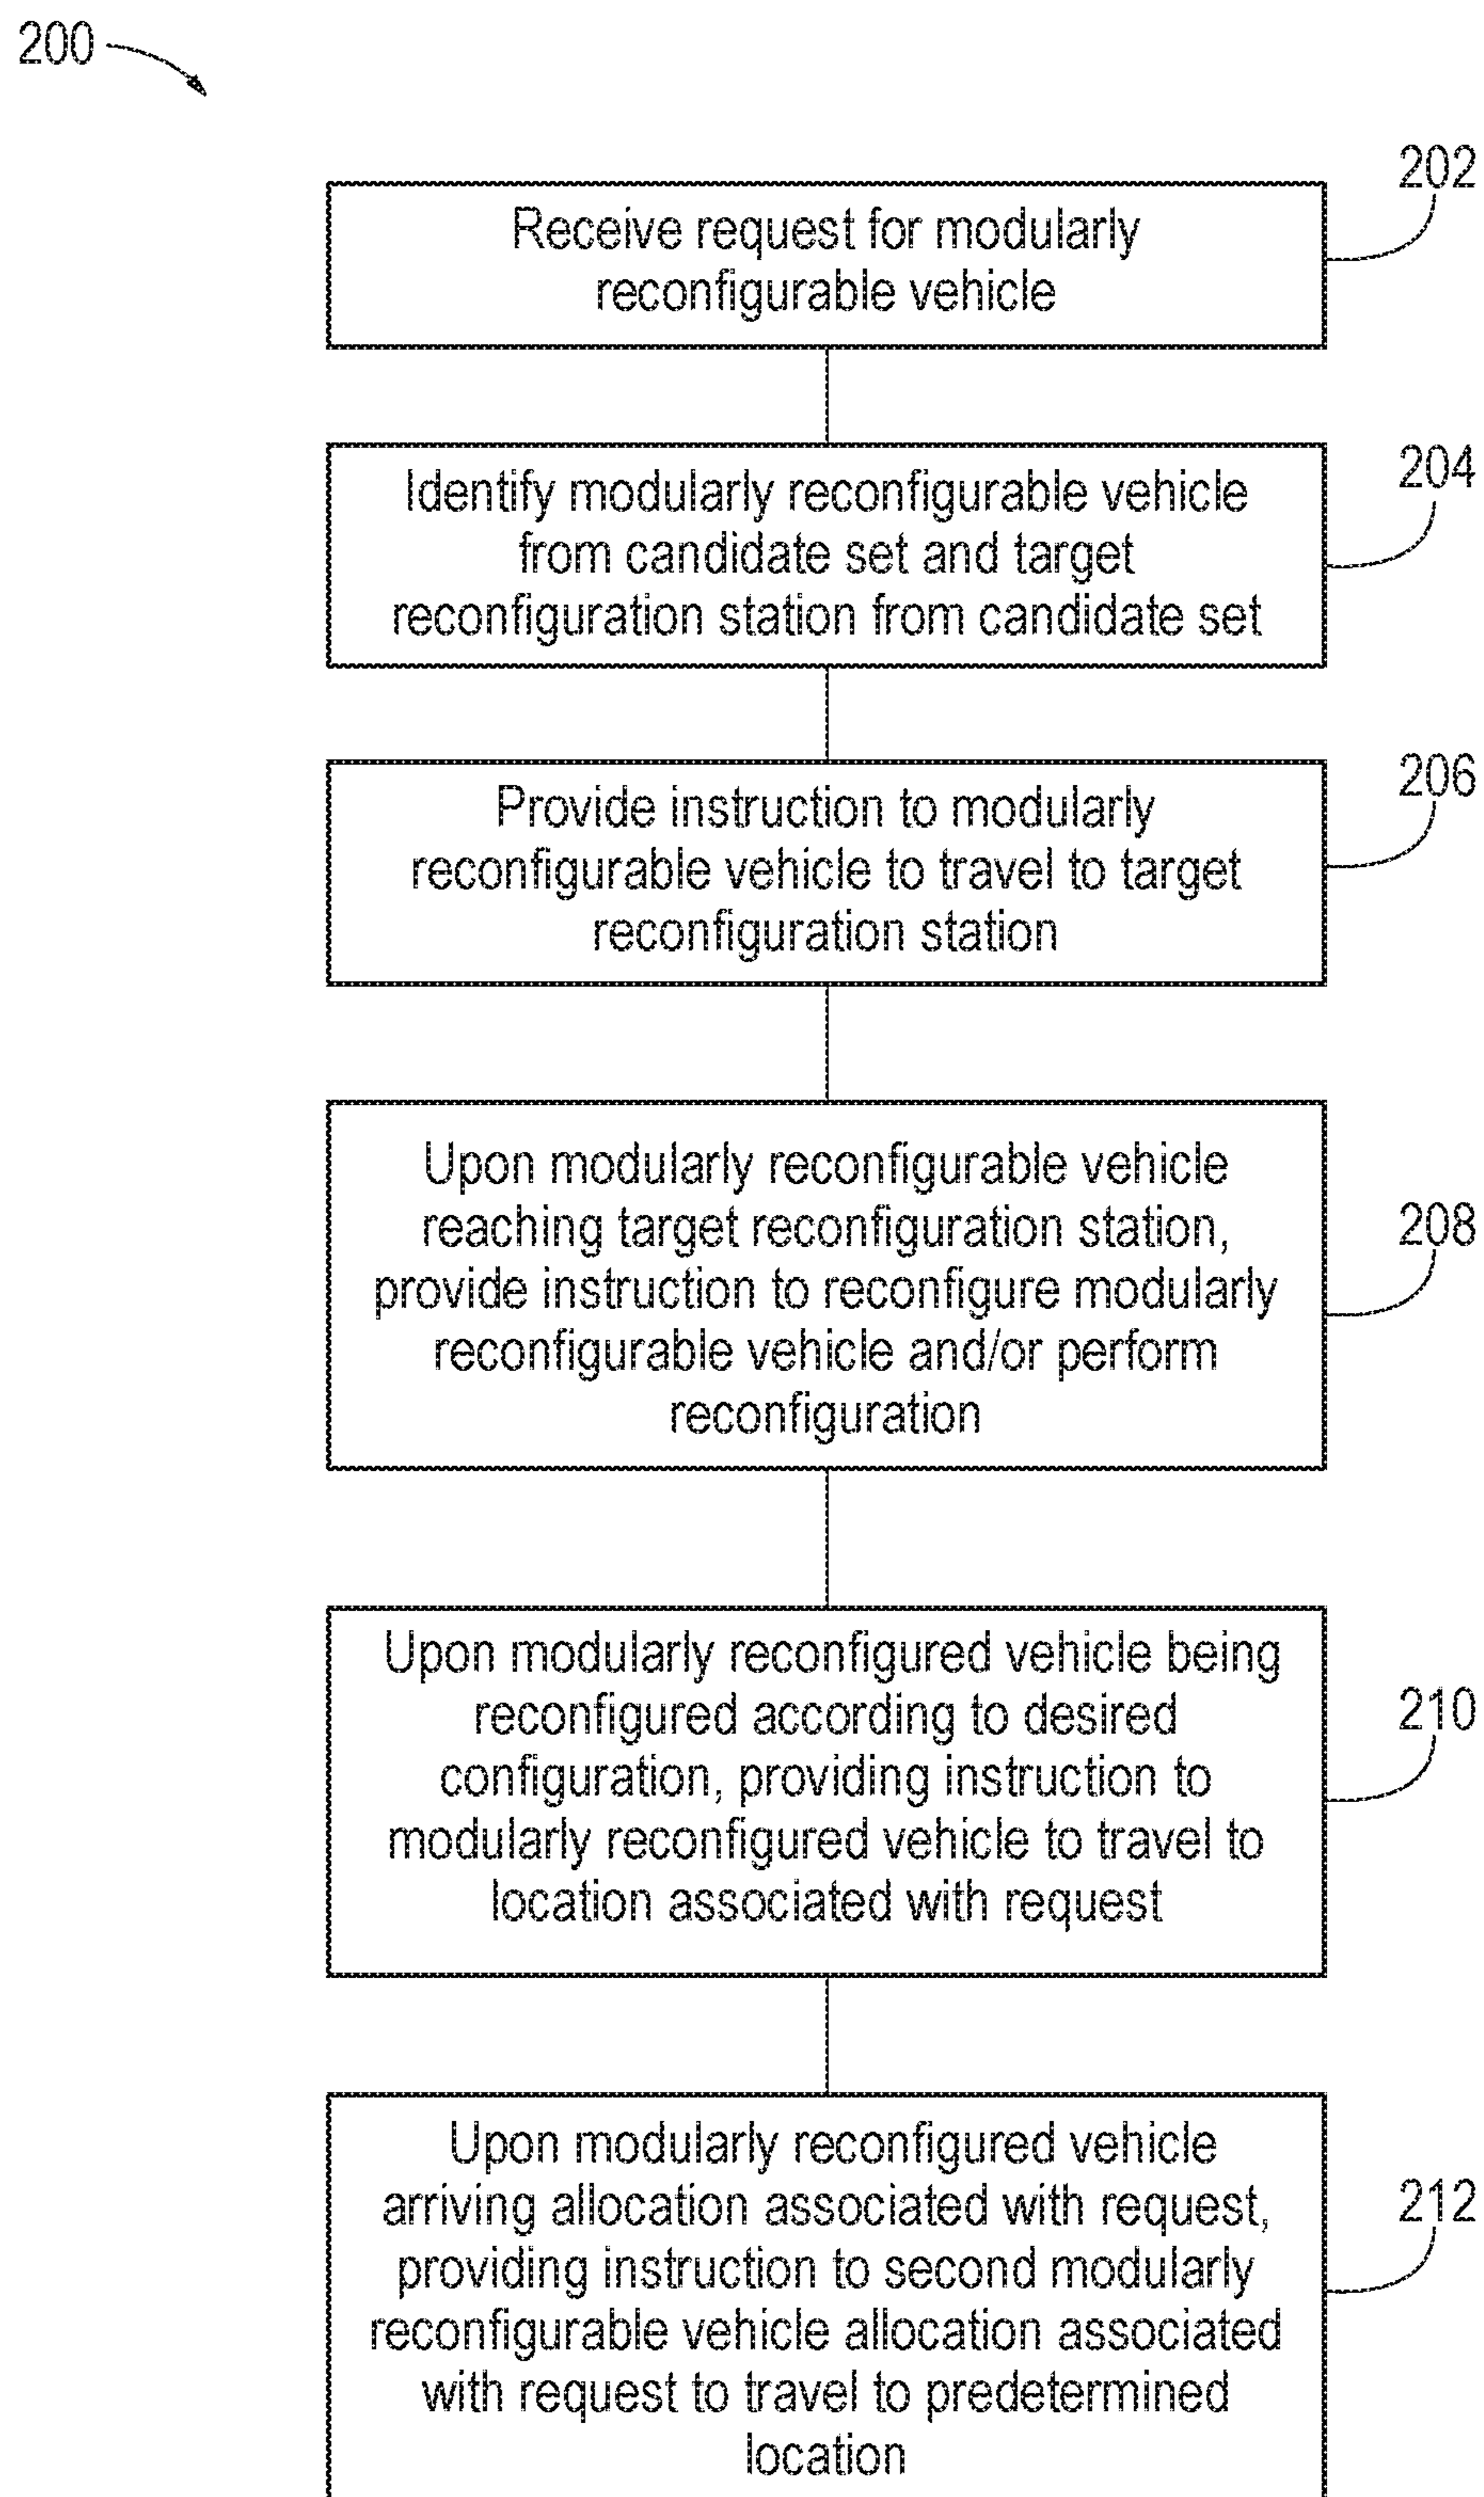 200
202
Receive request for modularly
reconfigurable vehicle
204
Identify modularly reconfigurable vehicle
from candidate set and target
reconfiguration station from candidate set
206
Provide instruction to modularly
reconfigurable vehicle to travel to target
reconfiguration station
208
Upon modularly reconfigurable vehicle
reaching target reconfiguration station,
provide instruction to reconfigure modularly
reconfigurable vehicle and/or perform
reconfiguration
210
Upon modularly reconfigured vehicle being
reconfigured according to desired
configuration, providing instruction to
modularly reconfigured vehicle to travel to
location associated with request
212
Upon modularly reconfigured vehicle
arriving allocation associated with request,
providing instruction to second modularly
reconfigurable vehicle allocation associated
with request to travel to predetermined
location